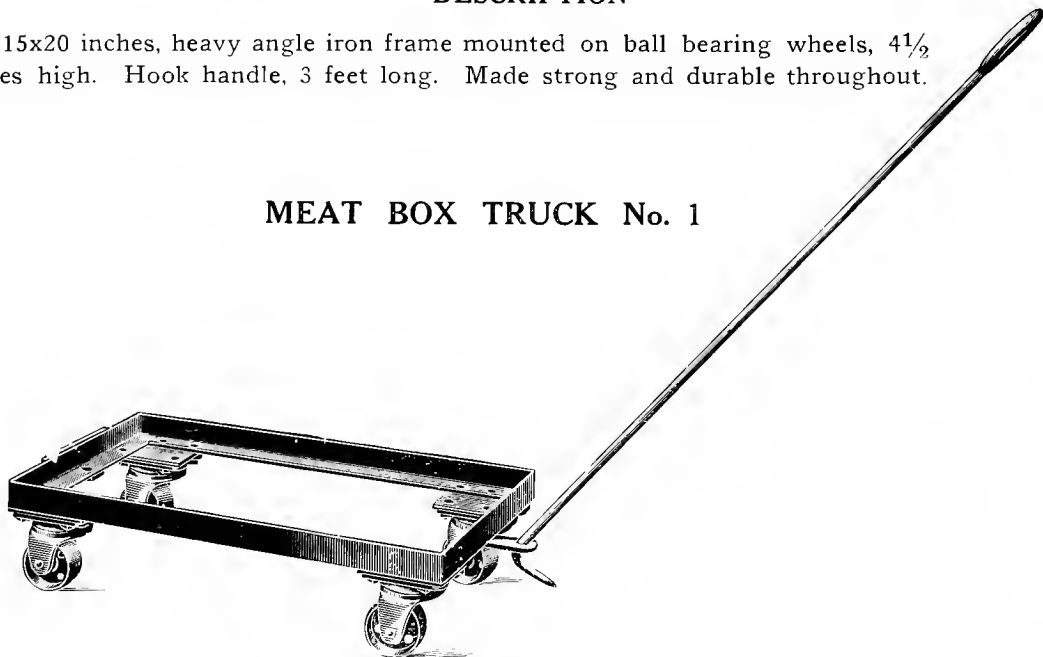 DESCRIPTION
15x20 inches, heavy angle iron frame mounted on ball bearing wheels, 4½
es high. Hook handle, 3 feet long. Made strong and durable throughout.
MEAT BOX TRUCK No. 1